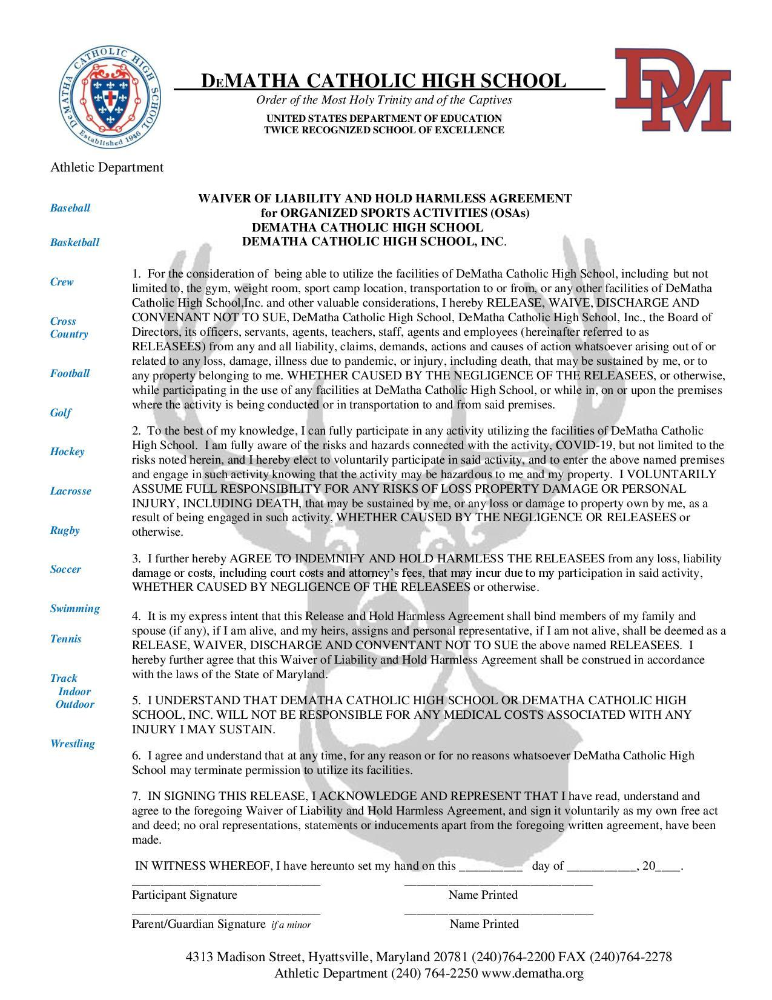 DeMATHA CATHOLIC HIGH SCHOOL
Established 1946
DM
DEMATHA CATHOLIC HIGH SCHOOL
Order of the Most Holy Trinity and of the Captives
UNITED STATES DEPARTMENT OF EDUCATION
TWICE RECOGNIZED SCHOOL OF EXCELLENCE
Athletic Department
Baseball
Basketball
Crew
Cross
Country
Football
Golf
Hockey
Lacrosse
Rugby
Soccer
Swimming
Tennis
Track
Indoor
Outdoor
Wrestling
WAIVER OF LIABILITY AND HOLD HARMLESS AGREEMENT
for ORGANIZED SPORTS ACTIVITIES (OSAs)
DEMATHA CATHOLIC HIGH SCHOOL
DEMATHA CATHOLIC HIGH SCHOOL, INC.
1. For the consideration of being able to utilize the facilities of DeMatha Catholic High School, including but not
limited to, the gym, weight room, sport camp location, transportation to or from, or any other facilities of DeMatha
Catholic High School,Inc. and other valuable considerations, I hereby RELEASE, WAIVE, DISCHARGE AND
CONVENANT NOT TO SUE, DeMatha Catholic High School, DeMatha Catholic High School, Inc., the Board of
Directors, its officers, servants, agents, teachers, staff, agents and employees (hereinafter referred to as
RELEASEES) from any and all liability, claims, demands, actions and causes of action whatsoever arising out of or
related to any loss, damage, illness due to pandemic, or injury, including death, that may be sustained by me, or to
any property belonging to me. WHETHER CAUSED BY THE NEGLIGENCE OF THE RELEASEES, or otherwise,
while participating in the use of any facilities at DeMatha Catholic High School, or while in, on or upon the premises
where the activity is being conducted or in transportation to and from said premises.
2. To the best of my knowledge, I can fully participate in any activity utilizing the facilities of DeMatha Catholic
High School. I am fully aware of the risks and hazards connected with the activity, COVID-19, but not limited to the
risks noted herein, and I hereby elect to voluntarily participate in said activity, and to enter the above named premises
and engage in such activity knowing that the activity may be hazardous to me and my property. I VOLUNTARILY
ASSUME FULL RESPONSIBILITY FOR ANY RISKS OF LOSS PROPERTY DAMAGE OR PERSONAL
INJURY, INCLUDING DEATH, that may be sustained by me, or any loss or damage to property own by me, as a
result of being engaged in such activity, WHETHER CAUSED BY THE NEGLIGENCE OR RELEASEES or
otherwise.
3. I further hereby AGREE TO INDEMNIFY AND HOLD HARMLESS THE RELEASEES from any loss, liability
damage or costs, including court costs and attorney's fees, that may incur due to my participation in said activity,
WHETHER CAUSED BY NEGLIGENCE OF THE RELEASEES or otherwise.
4. It is my express intent that this Release and Hold Harmless Agreement shall bind members of my family and
spouse (if any), if I am alive, and my heirs, assigns and personal representative, if I am not alive, shall be deemed as a
RELEASE, WAIVER, DISCHARGE AND CONVENTANT NOT TO SUE the above named RELEASEES. I
hereby further agree that this Waiver of Liability and Hold Harmless Agreement shall be construed in accordance
with the laws of the State of Maryland.
5. I UNDERSTAND THAT DEMATHA CATHOLIC HIGH SCHOOL OR DEMATHA CATHOLIC HIGH
SCHOOL, INC. WILL NOT BE RESPONSIBLE FOR ANY MEDICAL COSTS ASSOCIATED WITH ANY
INJURY I MAY SUSTAIN.
6. I agree and understand that at any time, for any reason or for no reasons whatsoever DeMatha Catholic High
School may terminate permission to utilize its facilities.
7. IN SIGNING THIS RELEASE, I ACKNOWLEDGE AND REPRESENT THAT I have read, understand and
agree to the foregoing Waiver of Liability and Hold Harmless Agreement, and sign it voluntarily as my own free act
and deed; no oral representations, statements or inducements apart from the foregoing written agreement, have been
made.
IN WITNESS WHEREOF, I have hereunto set my hand on this __________ day of ___________, 20____.
______________________________ ______________________________
Participant Signature Name Printed
______________________________ ______________________________
Parent/Guardian Signature if a minor Name Printed
4313 Madison Street, Hyattsville, Maryland 20781 (240)764-2200 FAX (240)764-2278
Athletic Department (240) 764-2250 www.dematha.org